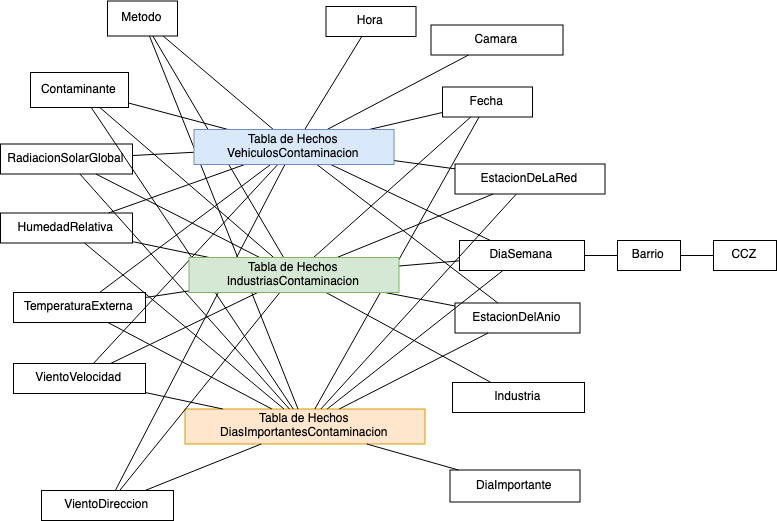 Metodo
Hora
Camara
Contaminante
Fecha
Tabla de Hechos
VehiculosContaminacion
RadiacionSolarGlobal
EstacionDeLaRed
HumedadRelativa
DiaSemana
Barrio
CCZ
Tabla de Hechos
IndustriasContaminacion
TemperaturaExterna
EstacionDelAnio
VientoVelocidad
Industria
Tabla de Hechos
DiasImportantesContaminacion
DiaImportante
VientoDireccion